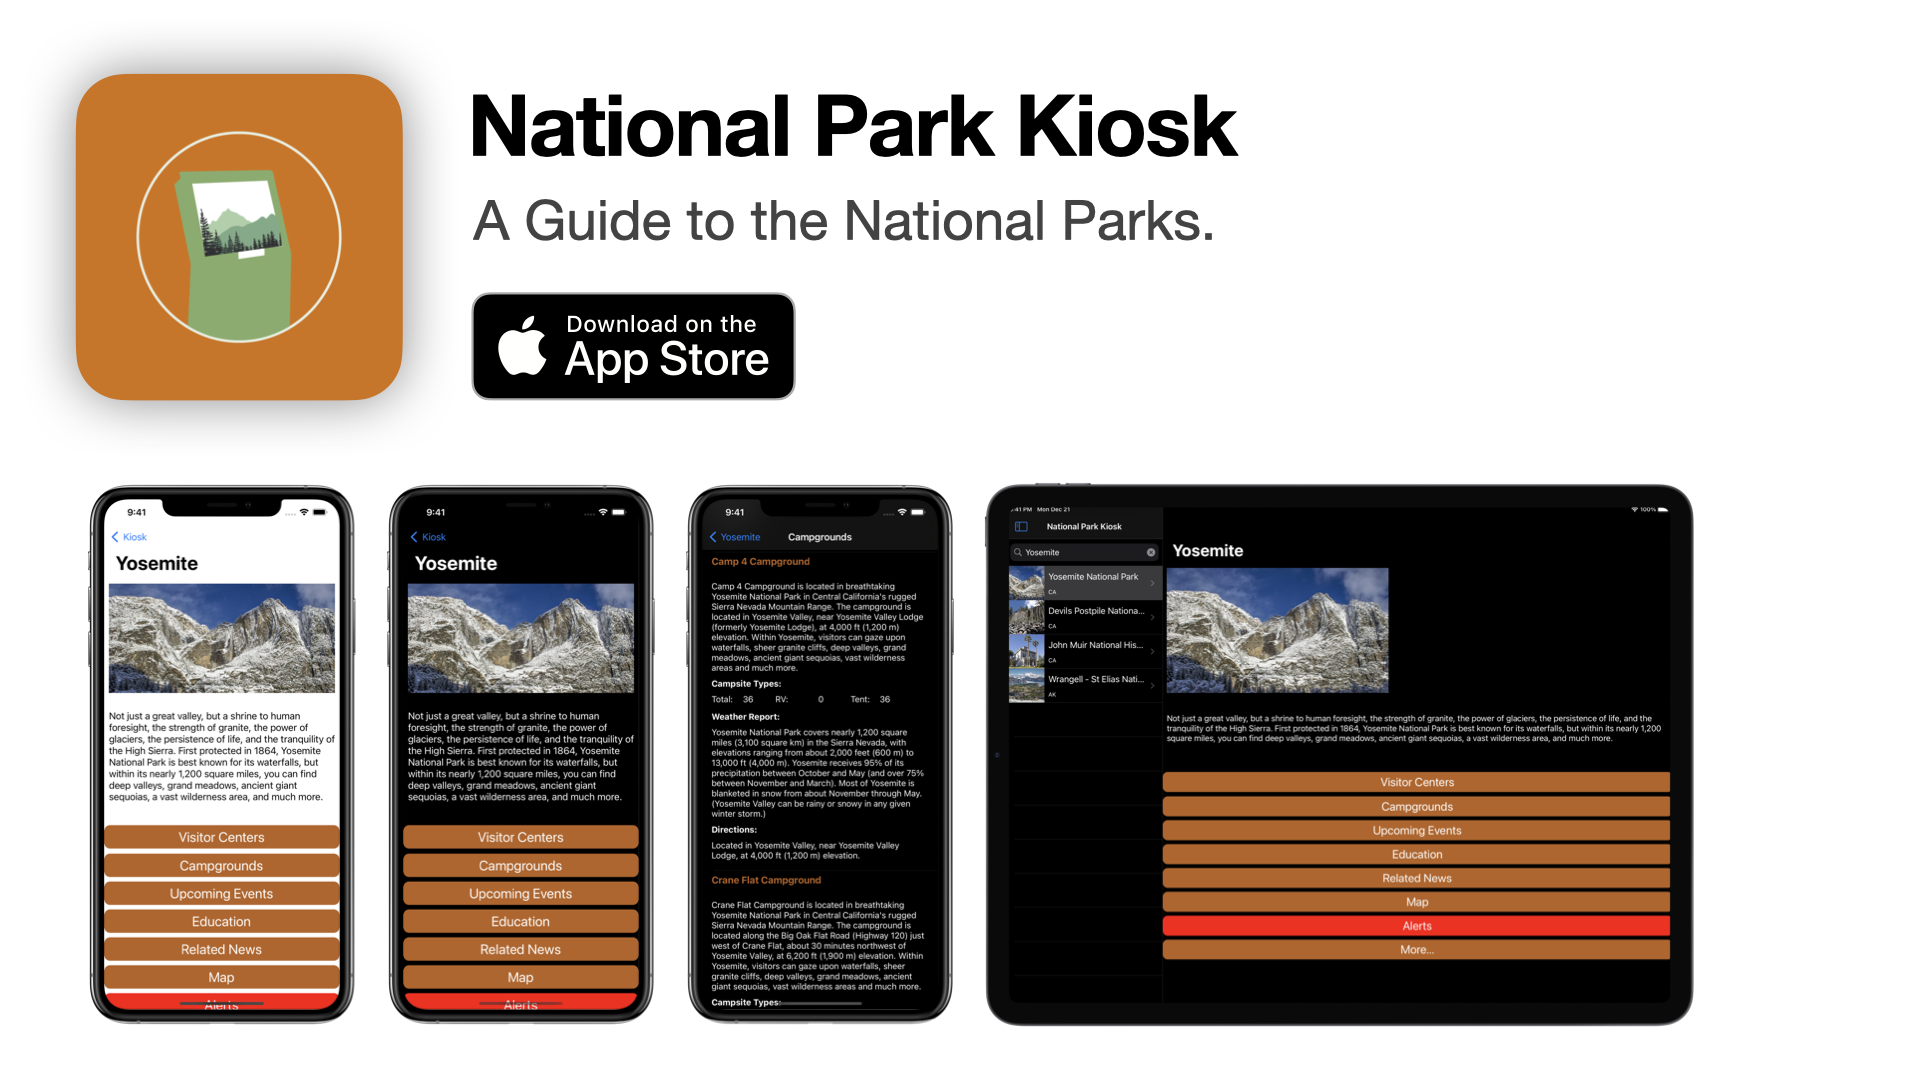 National Park Kiosk
A Guide to the National Parks.
Download on the
App Store
9:41
Kiosk
Yosemite
Not just a great valley, but a shrine to human
foresight, the strength of granite, the power of
glaciers, the persistence of life, and the tranquility of
the High Sierra. First protected in 1864, Yosemite
National Park is best known for its waterfalls, but
within its nearly 1,200 square miles, you can find
deep valleys, grand meadows, ancient giant
sequoias, a vast wilderness area, and much more.
Visitor Centers
Campgrounds
Upcoming Events
Education
Related News
Map
Alerts
9:41
Kiosk
Yosemite
Not just a great valley, but a shrine to human
foresight, the strength of granite, the power of
glaciers, the persistence of life, and the tranquility of
the High Sierra. First protected in 1864, Yosemite
National Park is best known for its waterfalls, but
within its nearly 1,200 square miles, you can find
deep valleys, grand meadows, ancient giant
sequoias, a vast wilderness area, and much more.
Visitor Centers
Campgrounds
Upcoming Events
Education
Related News
Map
Alerts
9:41
Yosemite Campgrounds
Camp 4 Campground
Camp 4 Campground is located in breathtaking
Yosemite National Park in Central California's rugged
Sierra Nevada Mountain Range. The campground is
located in Yosemite Valley, near Yosemite Valley Lodge
(formerly Yosemite Lodge), at 4,000 ft (1,200 m)
elevation. Within Yosemite, visitors can gaze upon
waterfalls, sheer granite cliffs, deep valleys, grand
meadows, ancient giant sequoias, vast wilderness
areas and much more.
Campsite Types:
Total: 36 RV: 0 Tent: 36
Weather Report:
Yosemite National Park covers nearly 1,200 square
miles (3,100 square km) in the Sierra Nevada, with
elevations ranging from about 2,000 feet (600 m) to
13,000 ft (4,000 m). Yosemite receives 95% of its
precipitation between October and May (and over 75%
between November and March). Most of Yosemite is
blanketed in snow from about November through May.
(Yosemite Valley can be rainy or snowy in any given
winter storm.)
Directions:
Located in Yosemite Valley, near Yosemite Valley
Lodge, at 4,000 ft (1,200 m) elevation.
Crane Flat Campground
Crane Flat Campground is located in breathtaking
Yosemite National Park in Central California's rugged
Sierra Nevada Mountain Range. The campground is
located along the Big Oak Flat Road (Highway 120) just
west of Crane Flat, about 30 minutes northwest of
Yosemite Valley, at 6,200 ft (1,900 m) elevation. Within
Yosemite, visitors can gaze upon waterfalls, sheer
granite cliffs, deep valleys, grand meadows, ancient
giant sequoias, vast wilderness areas and much more.
Campsite Types:
:41 PM Mon Dec 21 100%
National Park Kiosk
Yosemite
Yosemite National Park
CA
Devils Postpile Nationa...
CA
John Muir National His...
CA
Wrangell - St Elias Nati...
AK
Yosemite
Not just a great valley, but a shrine to human foresight, the strength of granite, the power of glaciers, the persistence of life, and the
tranquility of the High Sierra. First protected in 1864, Yosemite National Park is best known for its waterfalls, but within its nearly 1,200
square miles, you can find deep valleys, grand meadows, ancient giant sequoias, a vast wilderness area, and much more.
Visitor Centers
Campgrounds
Upcoming Events
Education
Related News
Map
Alerts
More...